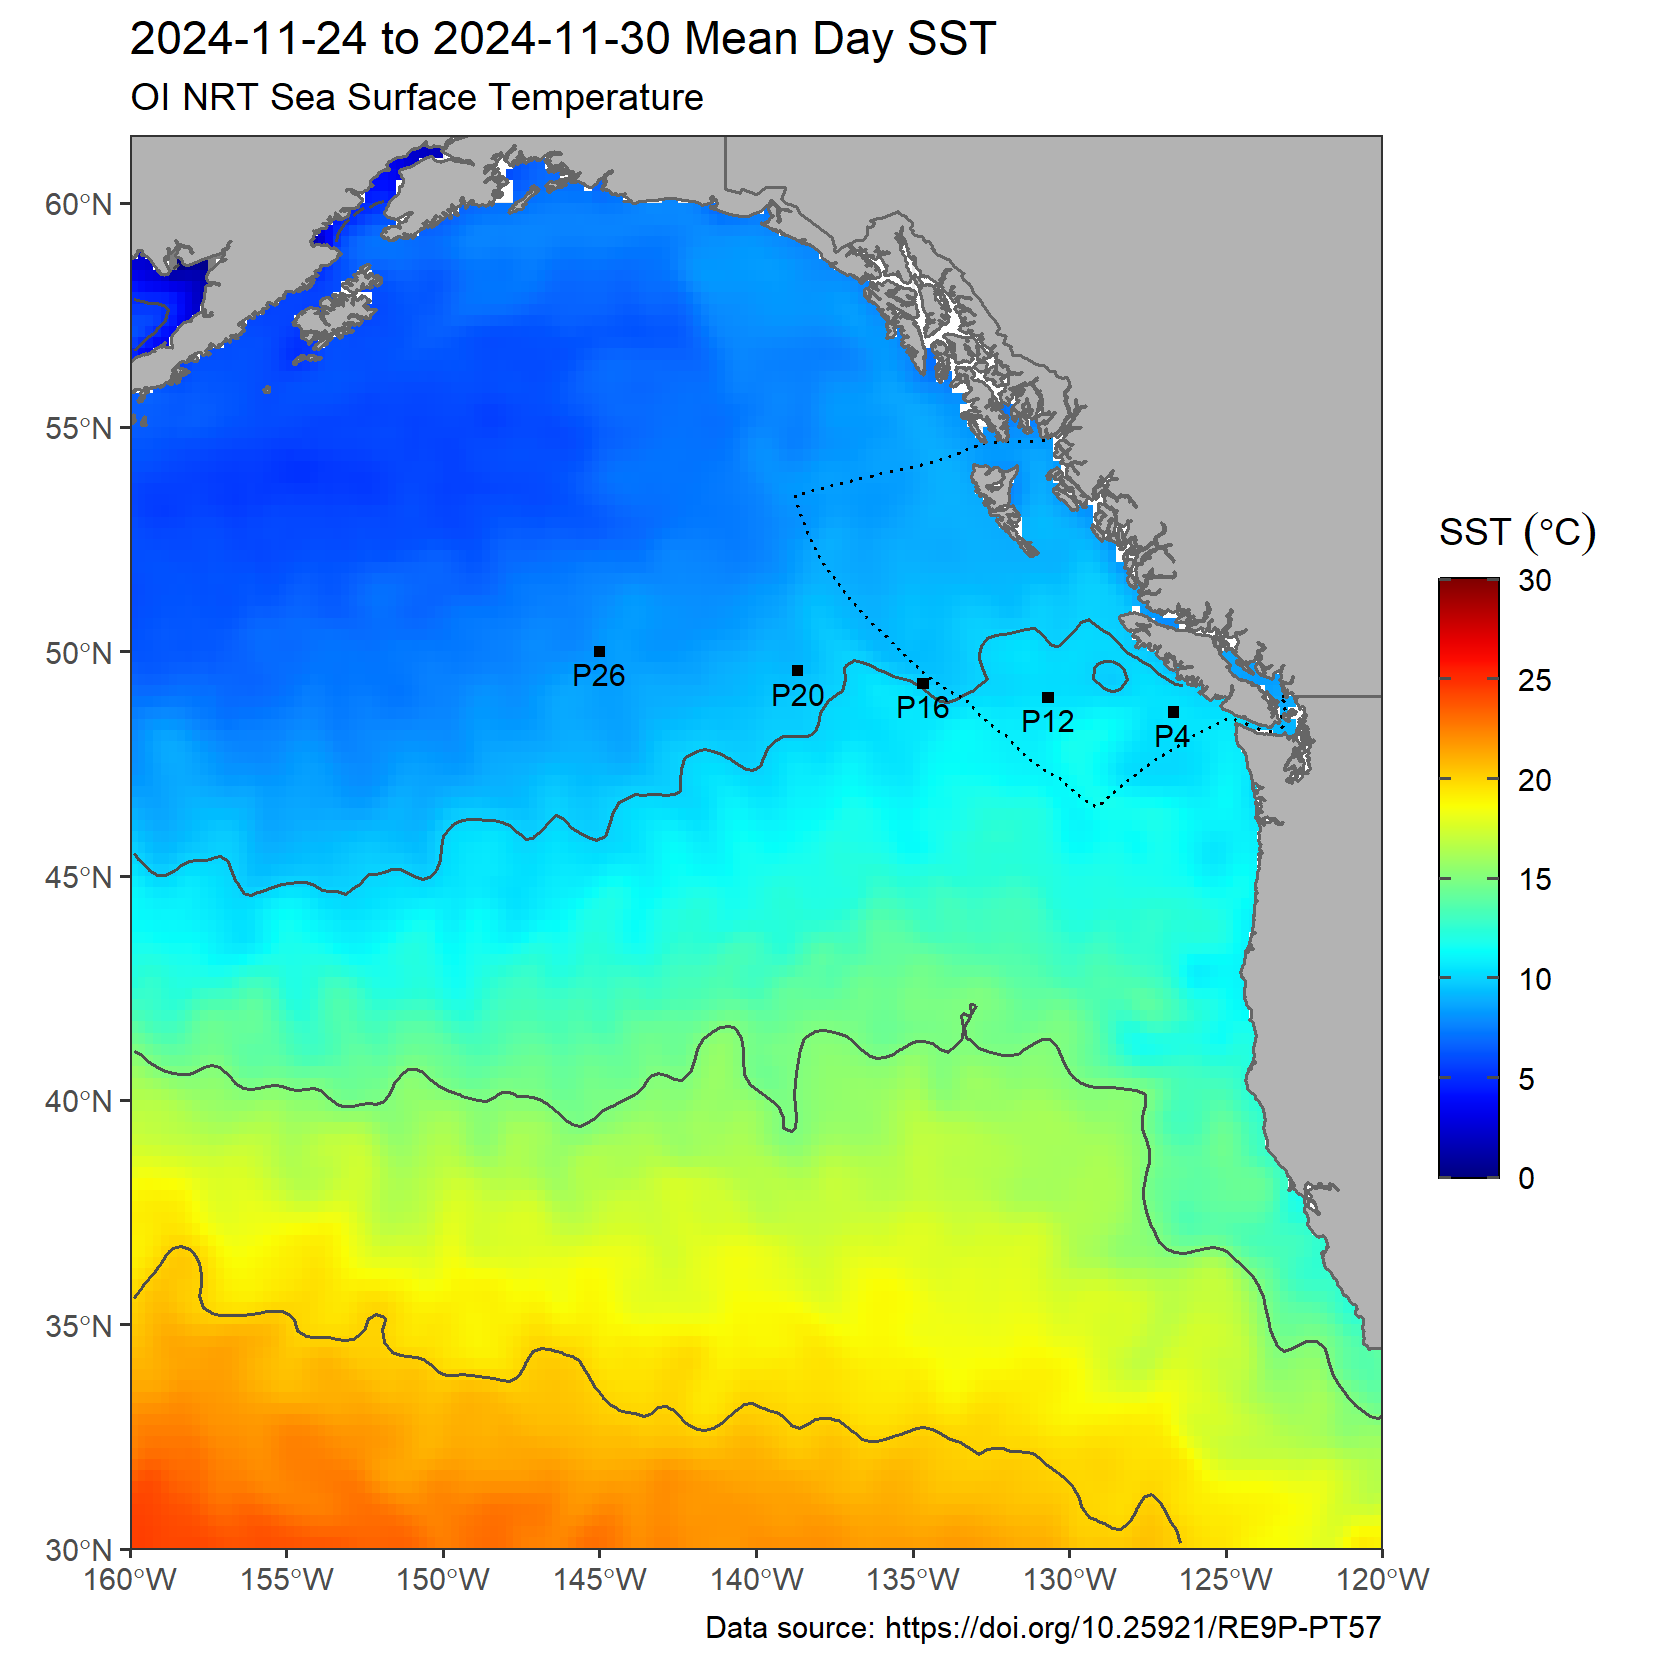 2024-11-24 to 2024-11-30 Mean Day SST
OI NRT Sea Surface Temperature
60°N
55°N
50°N
45°N
40°N
35°N
30°N
P26
P20
P16
P12
P4
160°W
155°W
150°W
145°W
140°W
135°W
130°W
125°W
120°W
SST (°C)
30
25
20
15
10
5
0
Data source: https://doi.org/10.25921/RE9P-PT57